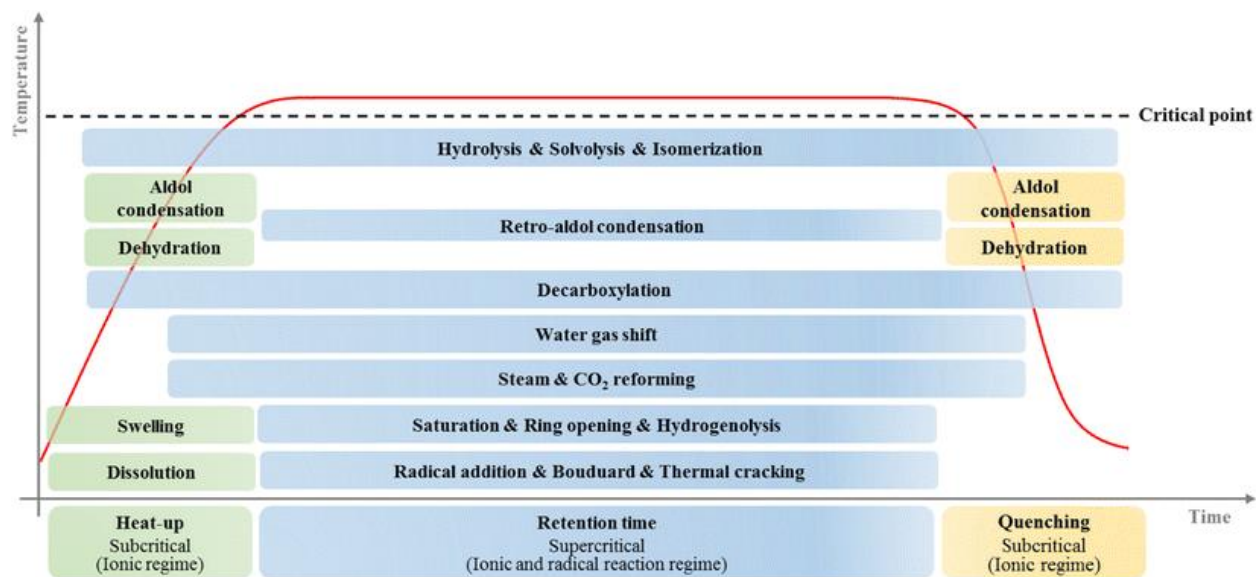 Temperature
Critical point
Hydrolysis & Solvolysis & Isomerization
Aldol
condensation
Aldol
condensation
Retro-aldol condensation
Dehydration
Dehydration
Decarboxylation
Water gas shift
Steam & CO₂ reforming
Swelling
Saturation & Ring opening & Hydrogenolysis
Dissolution
Radical addition & Bouduard & Thermal cracking
Time
Heat-up
Subcritical
(Ionic regime)
Retention time
Supercritical
(Ionic and radical reaction regime)
Quenching
Subcritical
(Ionic regime)